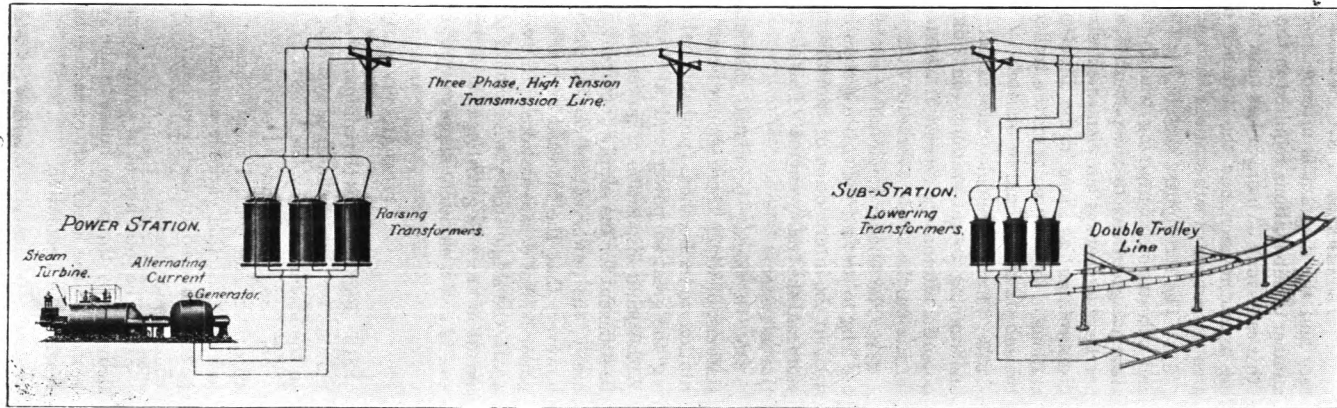 Three Phase, High Tension
Transmission Line.
POWER STATION.
Steam
Turbine.
Alternating
Current
Generator.
Raising
Transformers.
SUB-STATION.
Lowering
Transformers.
Double Trolley
Line